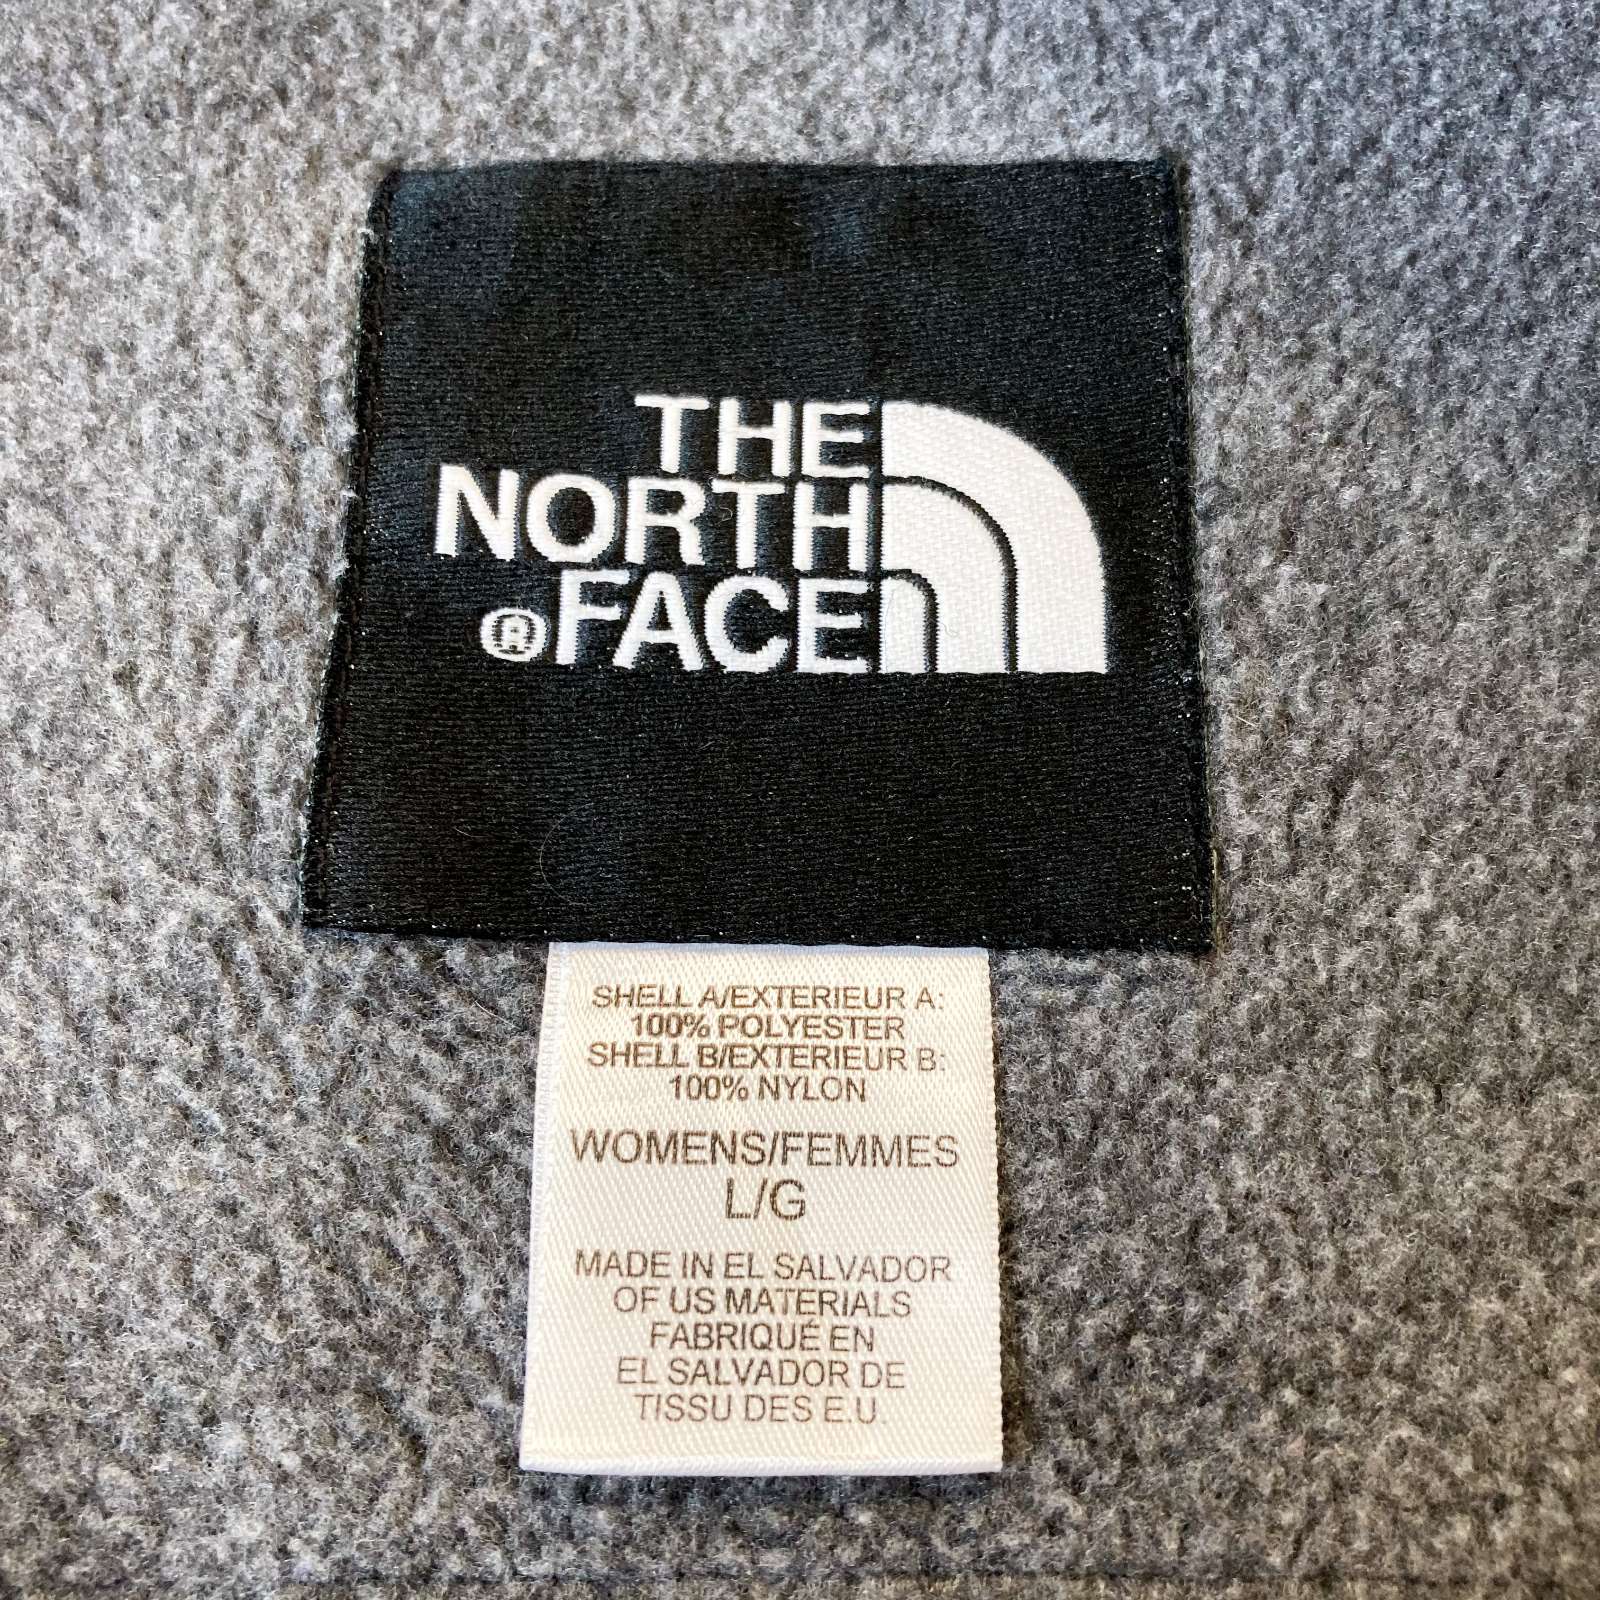 THE
NORTH
®FACE
SHELL A/EXTERIEUR A:
100% POLYESTER
SHELL B/EXTERIEUR B:
100% NYLON
WOMENS/FEMMES
L/G
MADE IN EL SALVADOR
OF US MATERIALS
FABRIQUÉ EN
EL SALVADOR DE
TISSU DES E.U.